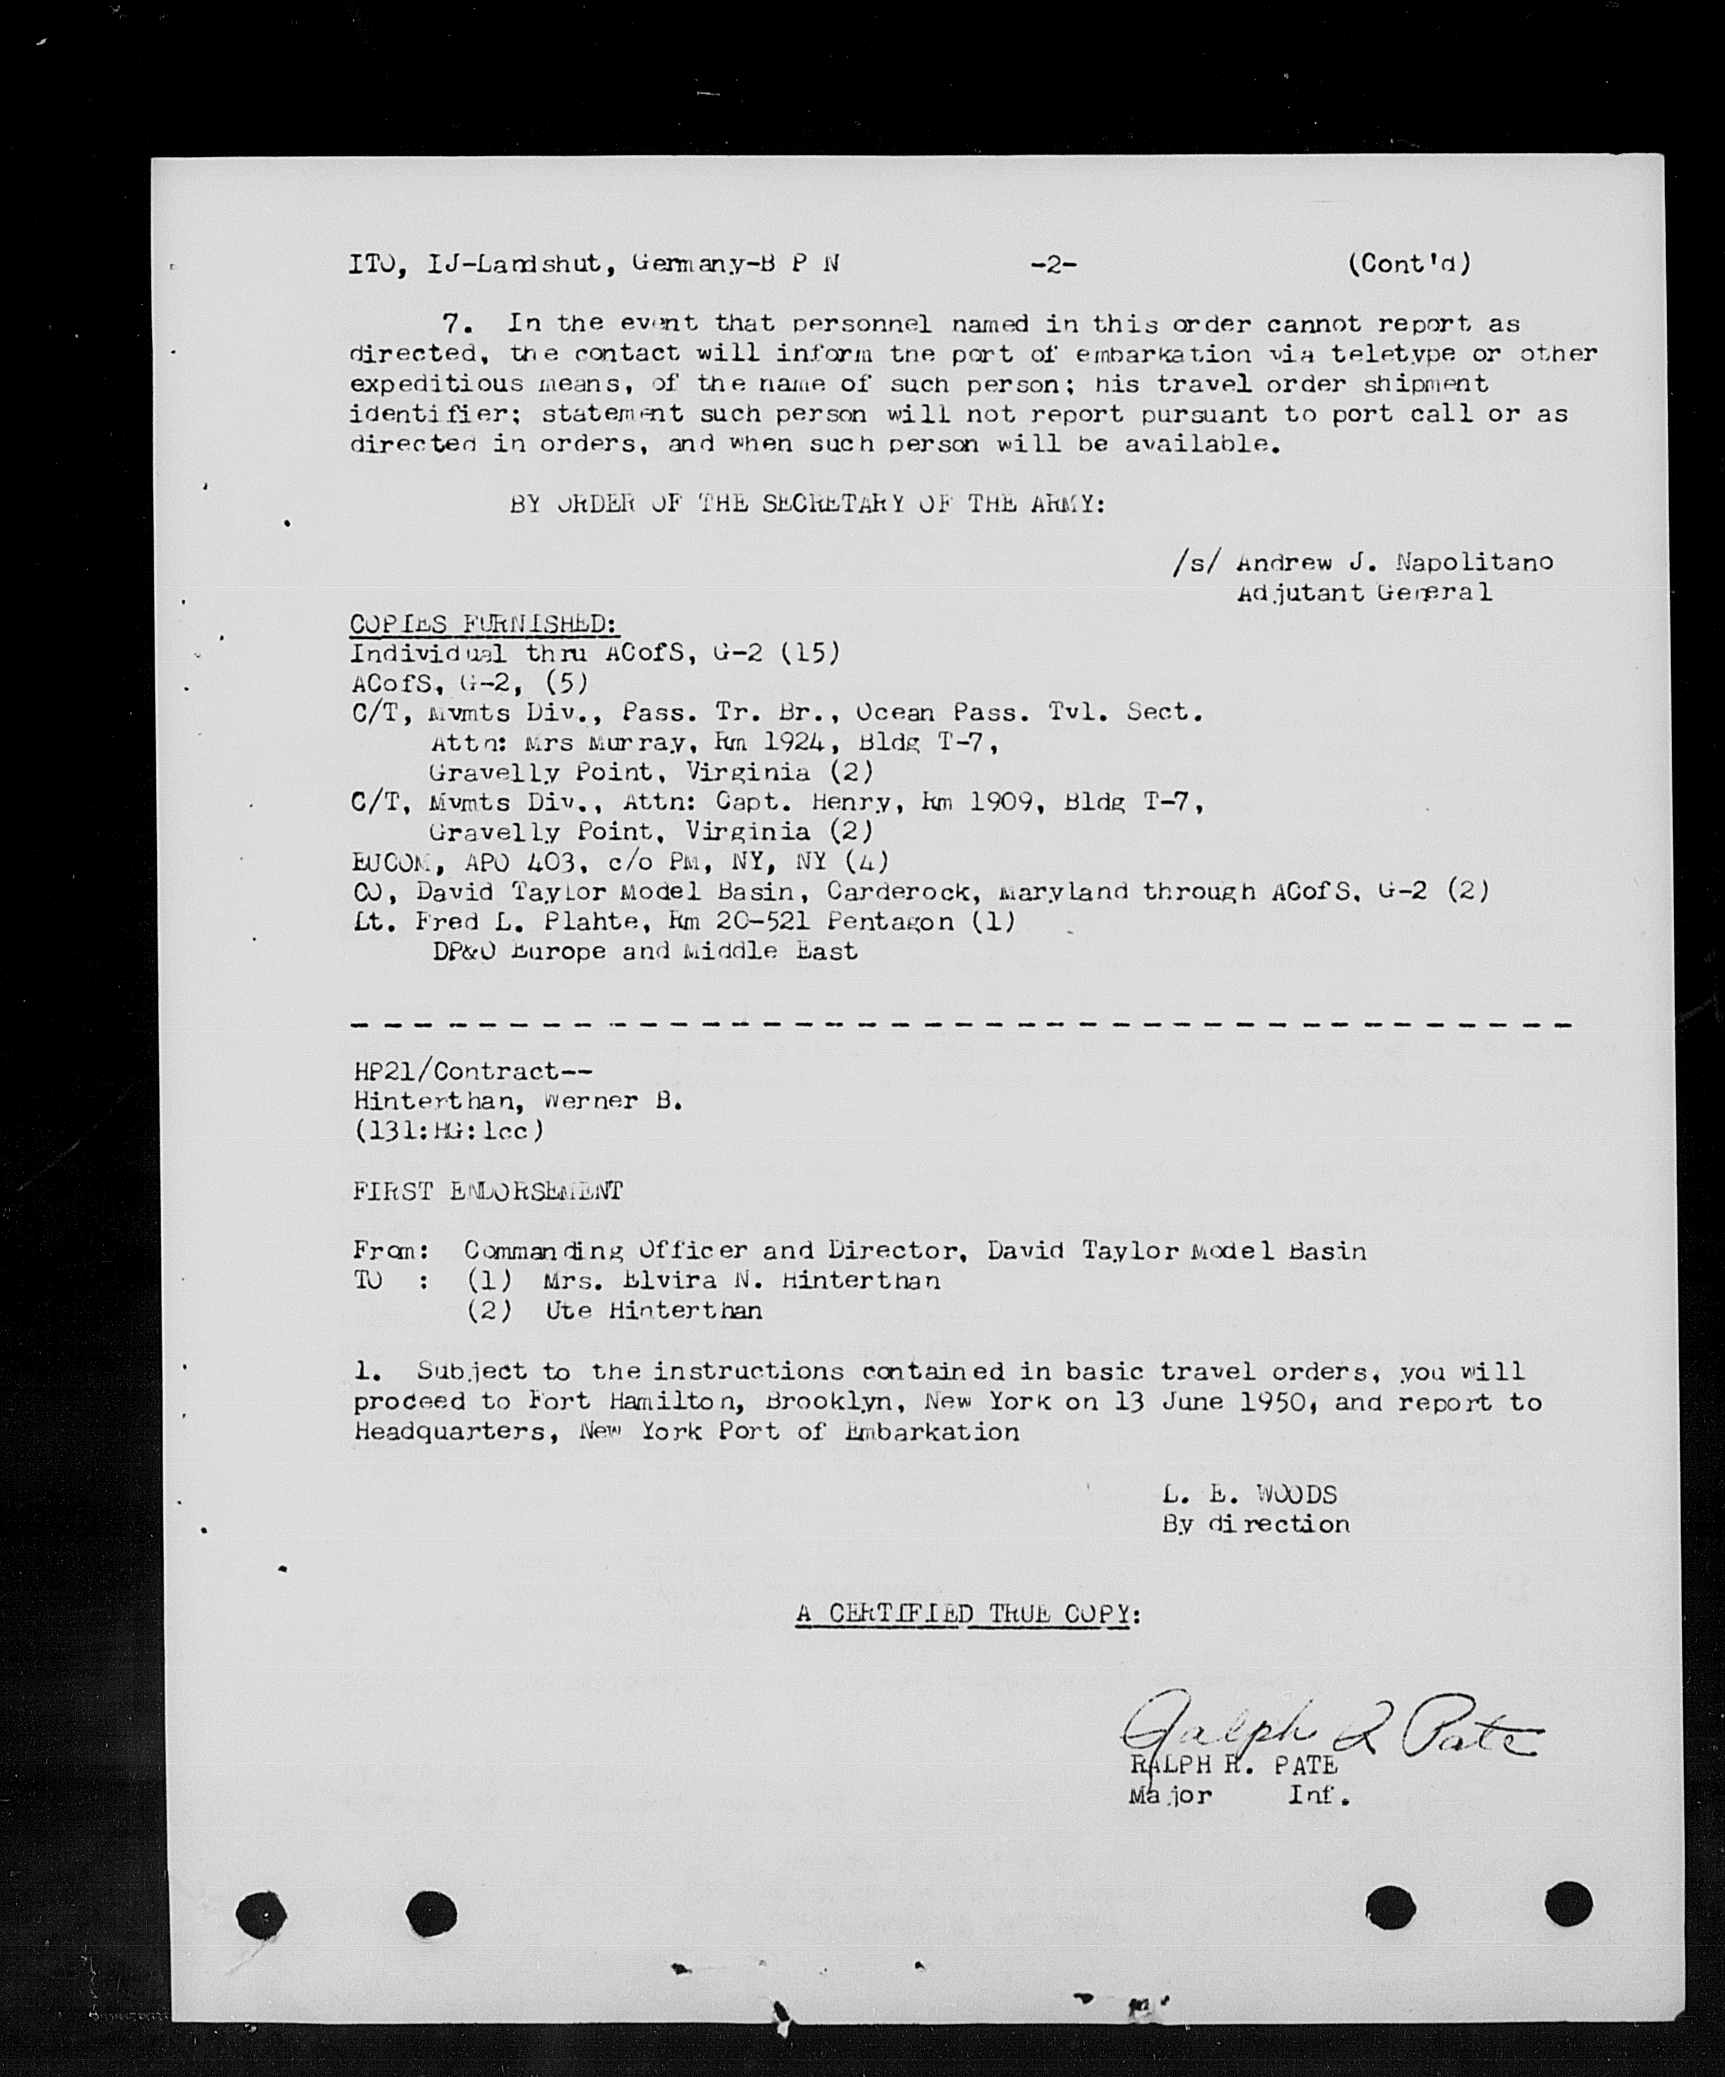 ITO, IJ-Landshut, Germany-B P N -2- (Cont'd)
7. In the event that personnel named in this order cannot report as
directed, the contact will inform the port of embarkation via teletype or other
expeditious means, of the name of such person; his travel order shipment
identifier; statement such person will not report pursuant to port call or as
directed in orders, and when such person will be available.
BY ORDER OF THE SECRETARY OF THE ARMY:
/s/ Andrew J. Napolitano
Adjutant General
COPIES FURNISHED:
Individual thru ACofS, G-2 (15)
ACofS, G-2, (5)
C/T, Mvmts Div., Pass. Tr. Br., Ocean Pass. Tvl. Sect.
Attn: Mrs Murray, Rm 1924, Bldg T-7,
Gravelly Point, Virginia (2)
C/T, Mvmts Div., Attn: Capt. Henry, Rm 1909, Bldg T-7,
Gravelly Point, Virginia (2)
EUCOM, APO 403, c/o PM, NY, NY (4)
CO, David Taylor Model Basin, Carderock, Maryland through ACofS, G-2 (2)
Lt. Fred L. Plahte, Rm 2C-521 Pentagon (1)
DP&O Europe and Middle East
HP21/Contract--
Hinterthan, Werner B.
(131:HG:lcc)
FIRST ENDORSEMENT
From: Commanding Officer and Director, David Taylor Model Basin
TO : (1) Mrs. Elvira N. Hinterthan
(2) Ute Hinterthan
1. Subject to the instructions contained in basic travel orders, you will
proceed to Fort Hamilton, Brooklyn, New York on 13 June 1950, and report to
Headquarters, New York Port of Embarkation
L. E. WOODS
By direction
A CERTIFIED TRUE COPY:
Ralph R Pate
RALPH R. PATE
Major Inf.